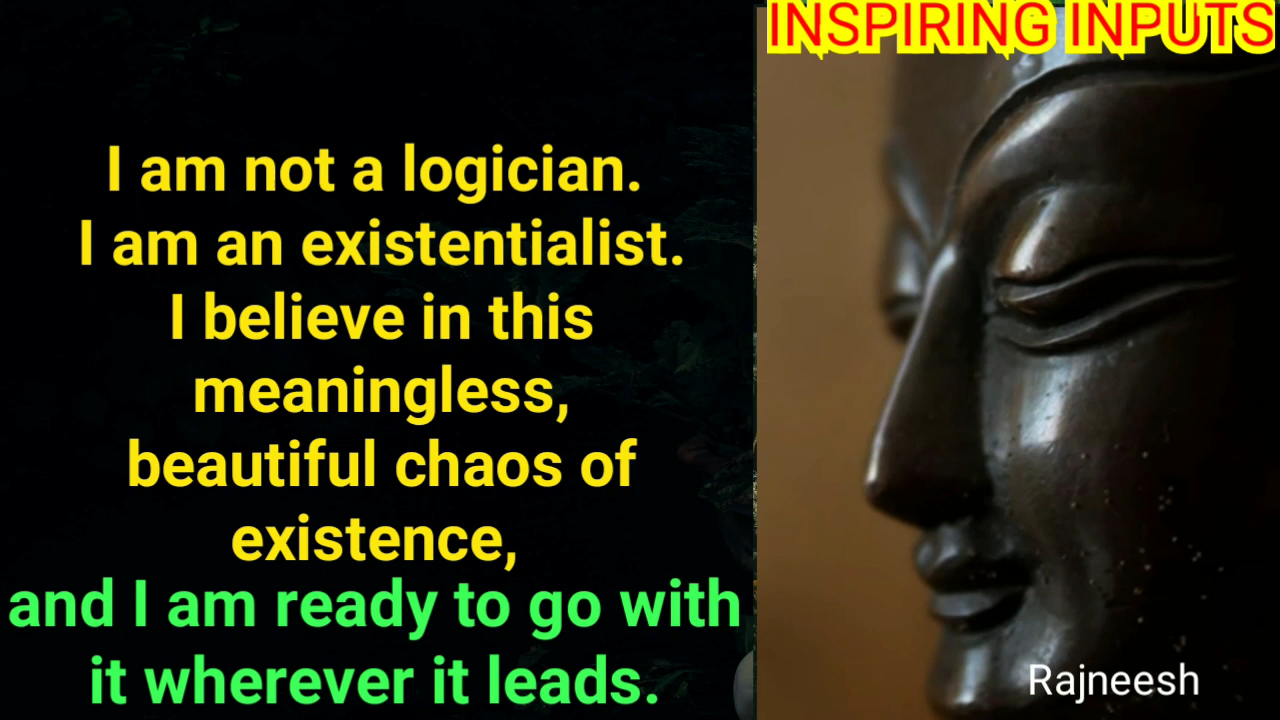 INSPIRING INPUTS
I am not a logician.
I am an existentialist.
I believe in this
meaningless,
beautiful chaos of
existence,
and I am ready to go with
it wherever it leads.
Rajneesh